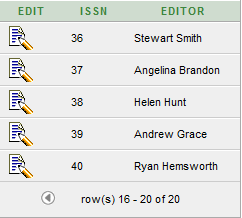 EDIT ISSN EDITOR
36 Stewart Smith
37 Angelina Brandon
38 Helen Hunt
39 Andrew Grace
40 Ryan Hemsworth
row(s) 16 - 20 of 20